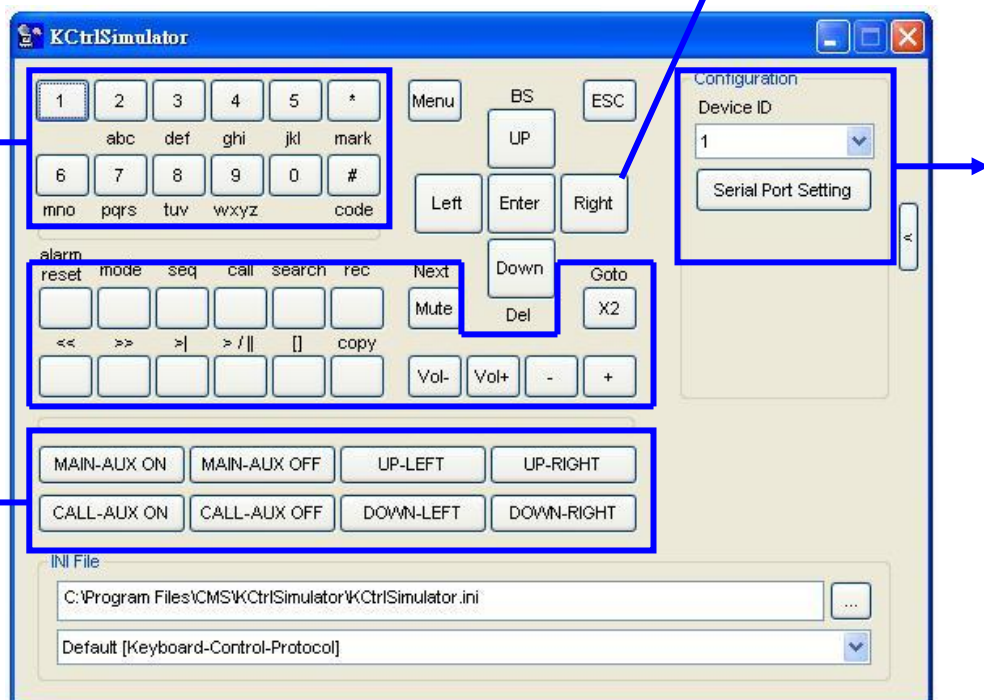 KCtrlSimulator
Configuration
1 2 3 4 5 * Menu BS ESC Device ID
abc def ghi jkl mark UP 1
6 7 8 9 0 # Left Enter Right Serial Port Setting
mno pqrs tuv wxyz code <
alarm
reset mode seq call search rec Next Down Goto
Mute Del X2
<< >> >| > / || [] copy
Vol- Vol+ - +
MAIN-AUX ON MAIN-AUX OFF UP-LEFT UP-RIGHT
CALL-AUX ON CALL-AUX OFF DOWN-LEFT DOWN-RIGHT
INI File
C:\Program Files\CMS\KCtrlSimulator\KCtrlSimulator.ini ...
Default [Keyboard-Control-Protocol]